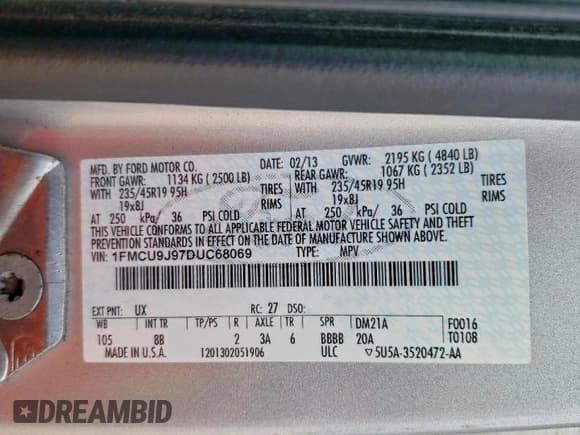 MFD. BY FORD MOTOR CO. DATE: 02/13 GVWR: 2195 KG ( 4840 LB)
FRONT GAWR: 1134 KG ( 2500 LB) REAR GAWR: 1067 KG ( 2352 LB)
WITH 235/45R19 95H TIRES WITH 235/45R19 95H TIRES
19x8J RIMS 19x8J RIMS
AT 250 kPa/ 36 PSI COLD AT 250 kPa/ 36 PSI COLD
THIS VEHICLE CONFORMS TO ALL APPLICABLE FEDERAL MOTOR VEHICLE SAFETY AND THEFT
PREVENTION STANDARDS IN EFFECT ON THE DATE OF MANUFACTURE SHOWN ABOVE.
VIN: 1FMCU9J97DUC68069 TYPE: MPV
EXT PNT: UX RC: 27 DSO:
WB INT TR R AXLE TR SPR DM21A F0016
105 8B 2 3A 6 BBBB 20A T0108
MADE IN U.S.A. 1201302051906 ULC 5U5A-3520472-AA
DREAMBID